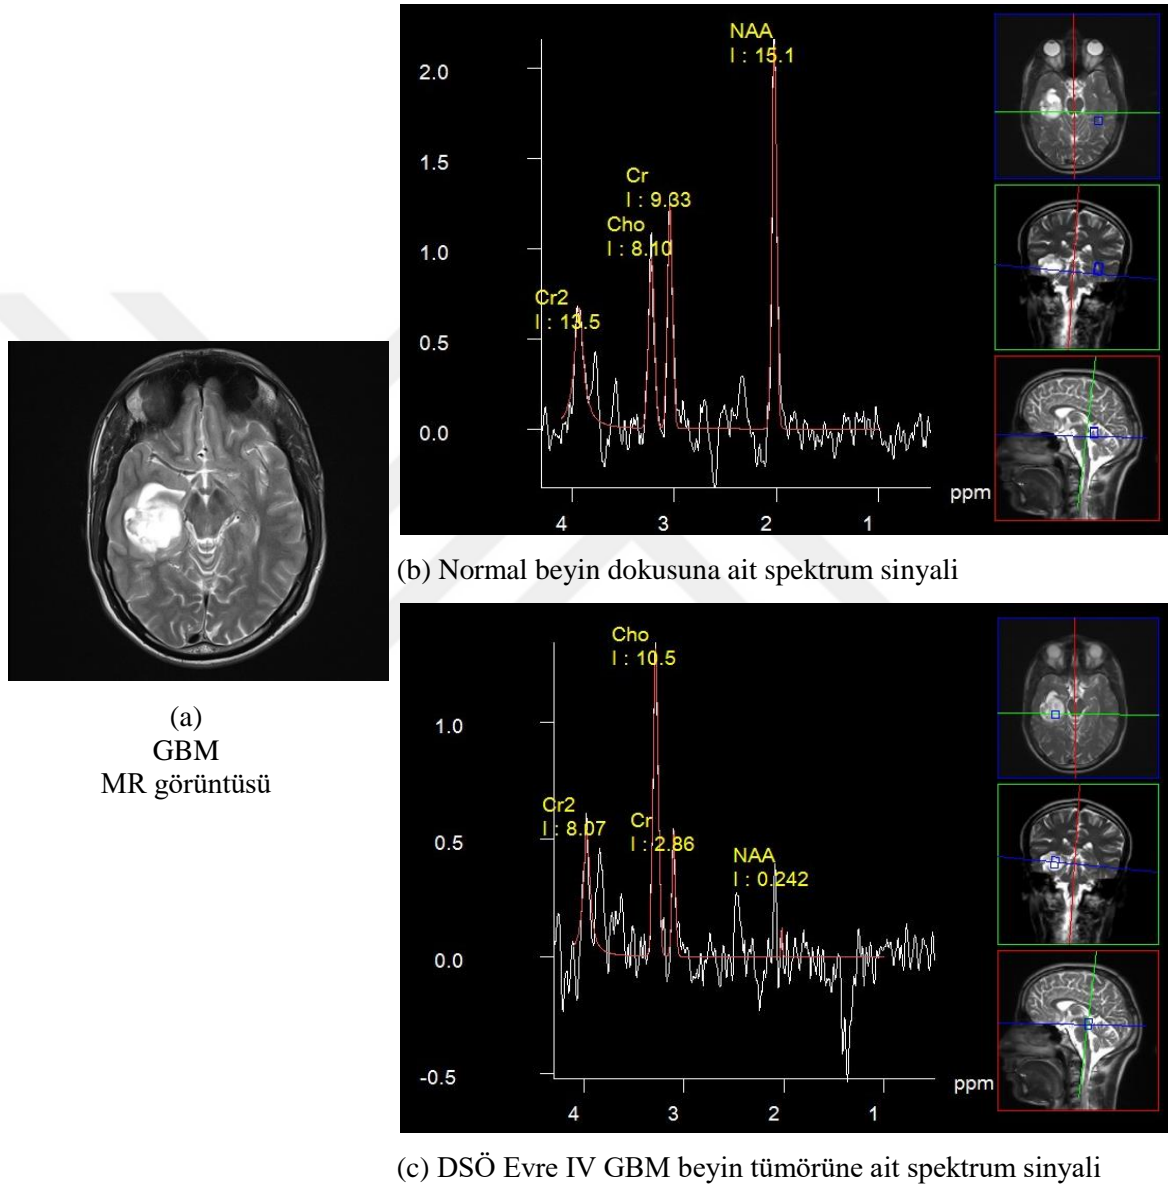 NAA
I : 15.1
2.0
1.5
Cr
I : 9.33
Cho
I : 8.10
1.0
Cr2
I : 13.5
0.5
0.0
ppm
4 3 2 1
(b) Normal beyin dokusuna ait spektrum sinyali
(a)
GBM
MR görüntüsü
Cho
I : 10.5
1.0
Cr2
I : 8.07
Cr
I : 2.86
0.5
NAA
I : 0.242
0.0
-0.5
ppm
4 3 2 1
(c) DSÖ Evre IV GBM beyin tümörüne ait spektrum sinyali